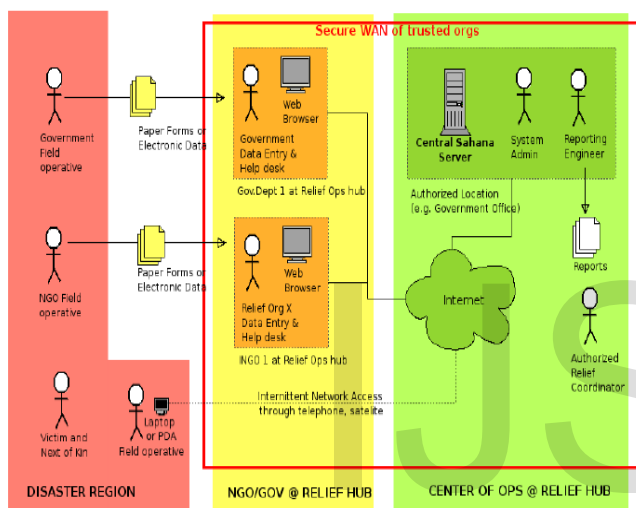 Secure WAN of trusted orgs
Government
Field
operative
Paper Forms or
Electronic Data
Web
Browser
Government
Data Entry &
Help desk
Gov.Dept 1 at Relief Ops hub
Central Sahana
Server
System
Admin
Reporting
Engineer
Authorized Location
(e.g. Government Office)
Reports
NGO Field
operative
Paper Forms or
Electronic Data
Web
Browser
Relief Org X
Data Entry &
Help desk
INGO 1 at Relief Ops hub
Internet
Authorized
Relief
Coordinator
Victim and
Next of Kin
Laptop
or PDA
Field operative
Internittent Network Access
through telephone, satelite
DISASTER REGION
NGO/GOV @ RELIEF HUB
CENTER OF OPS @ RELIEF HUB
IJS